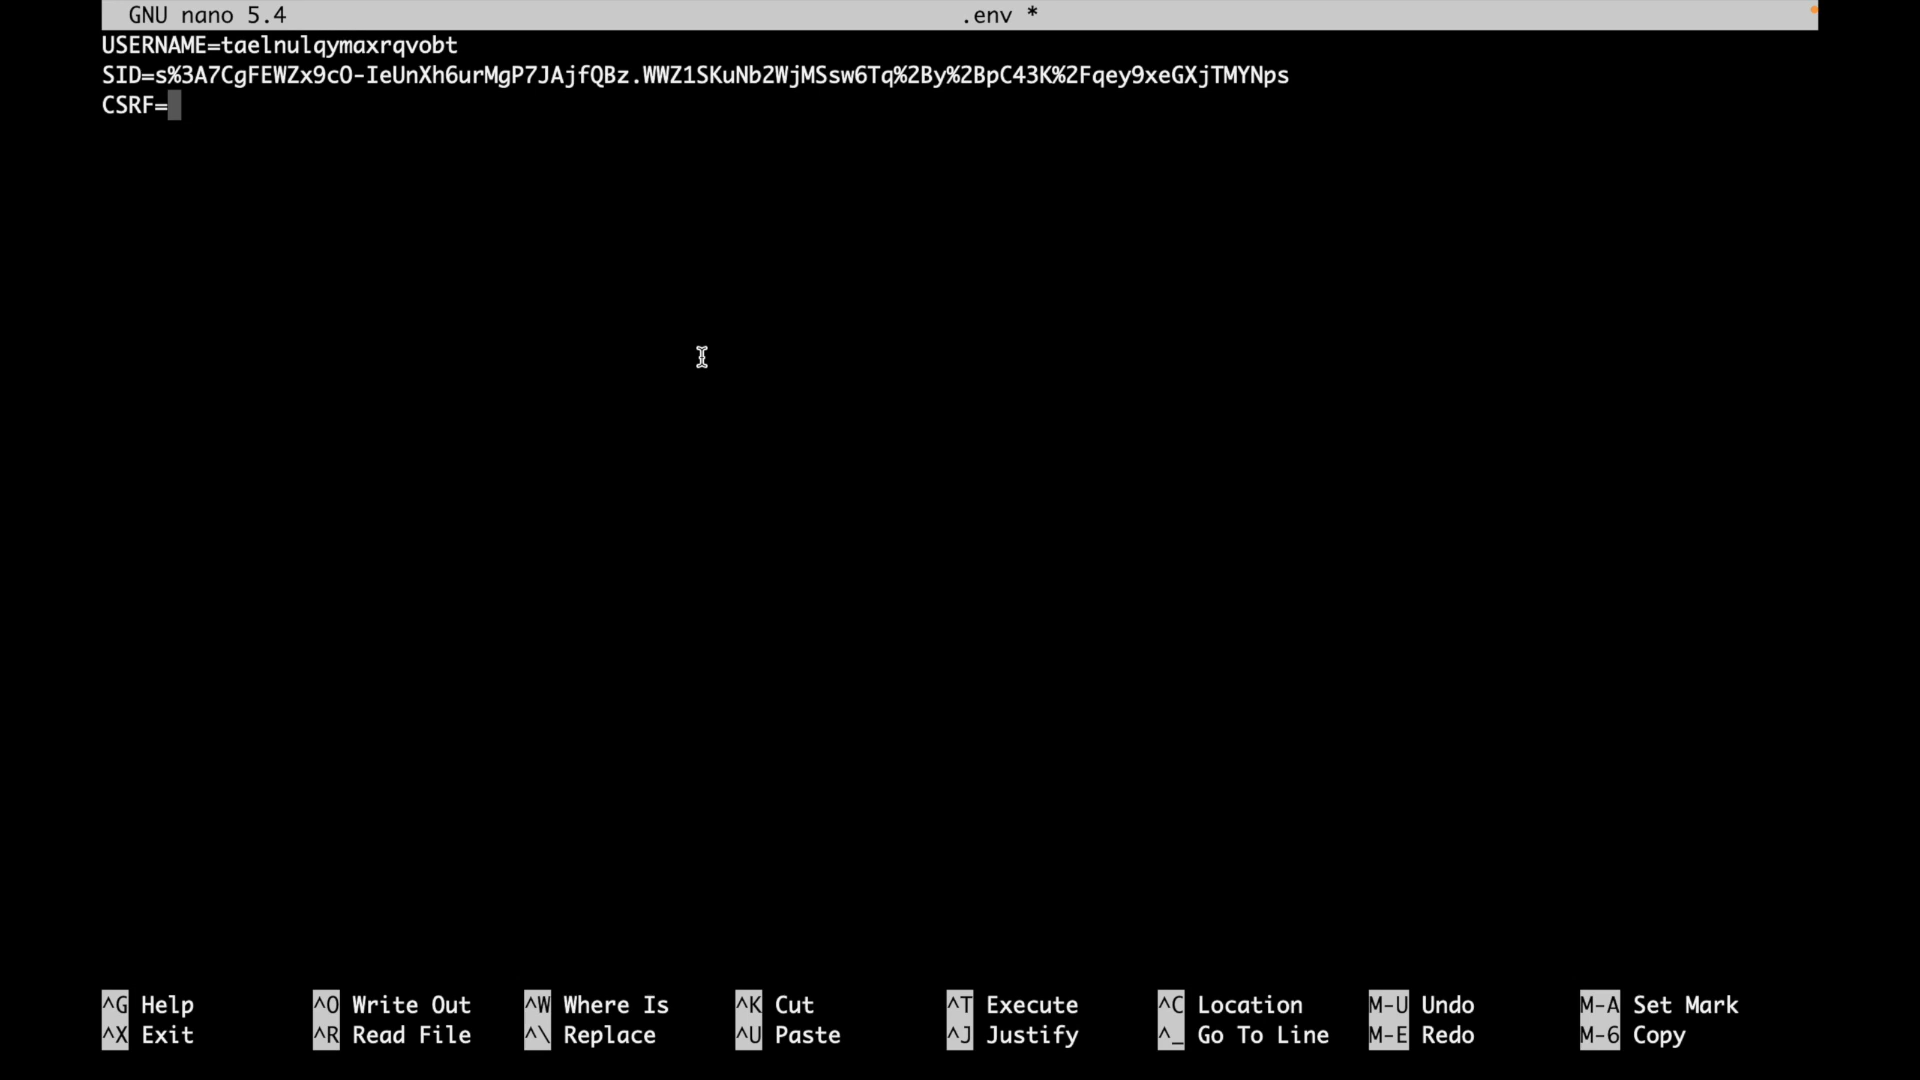 GNU nano 5.4 .env *
USERNAME=taelnulqymaxrqvobt
SID=s%3A7CgFEWZx9cO-IeUnXh6urMgP7JAjfQBz.WWZ1SKuNb2WjMSsw6Tq%2By%2BpC43K%2Fqey9xeGXjTMYNps
CSRF=
^G Help ^O Write Out ^W Where Is ^K Cut ^T Execute ^C Location M-U Undo M-A Set Mark
^X Exit ^R Read File ^\ Replace ^U Paste ^J Justify ^_ Go To Line M-E Redo M-6 Copy